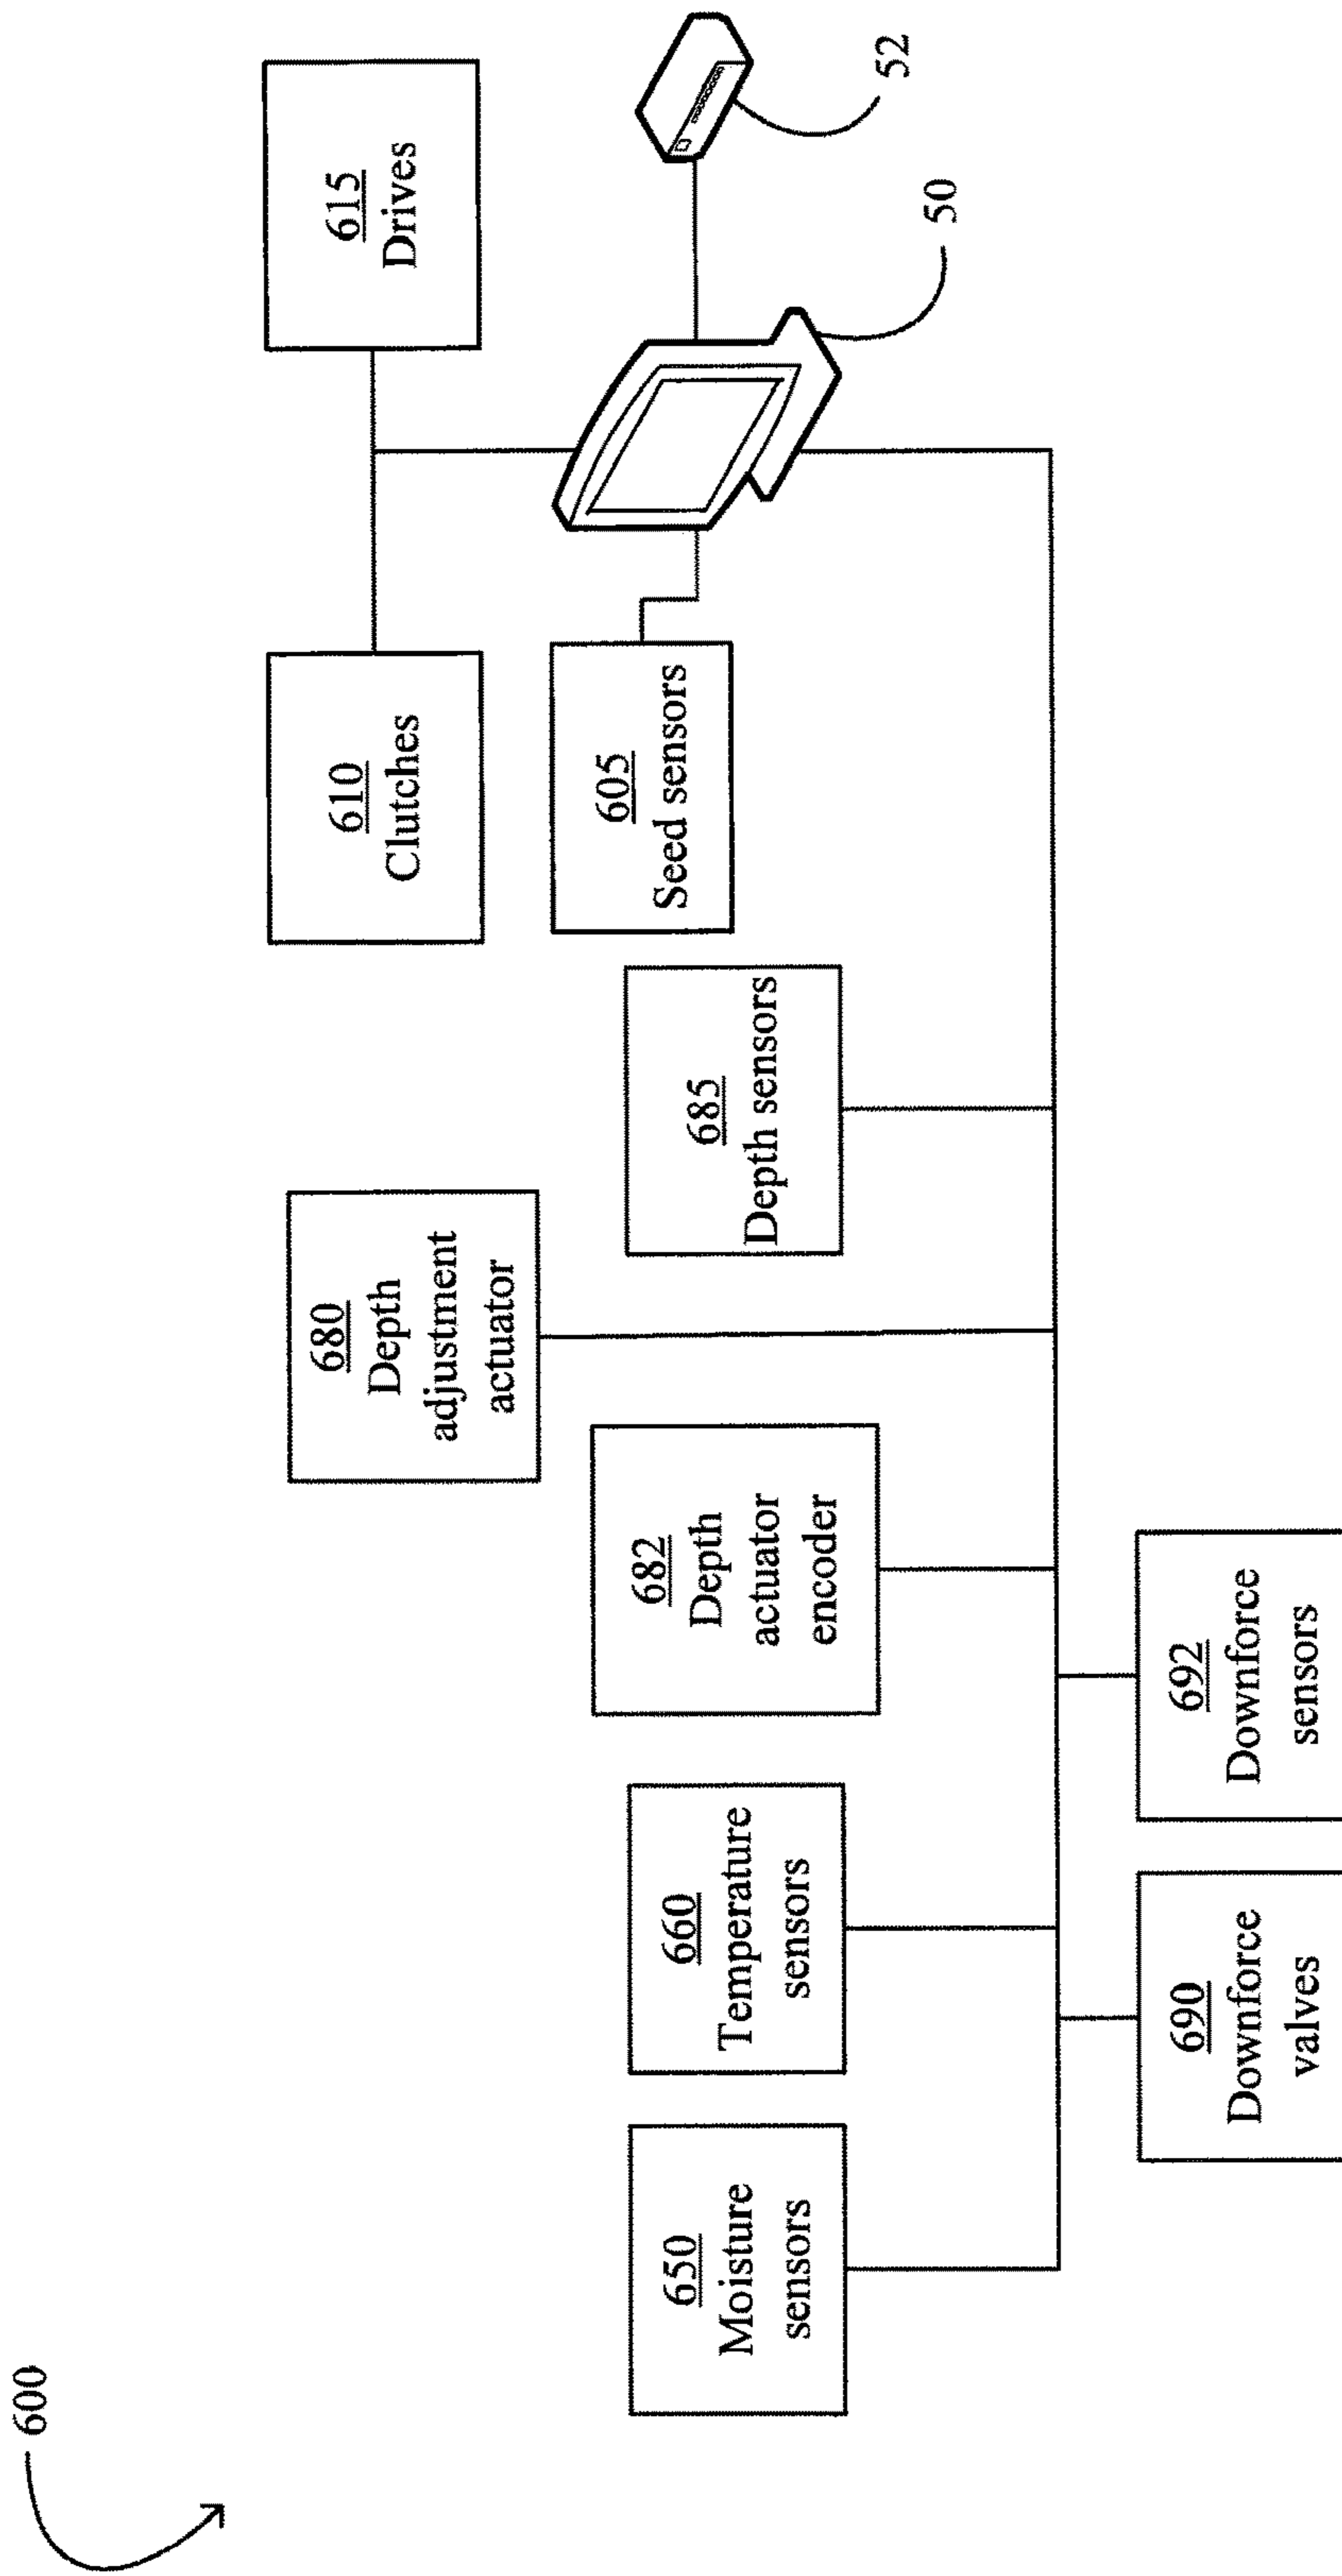 600
615
Drives
610
Clutches
52
50
605
Seed sensors
685
Depth sensors
680
Depth
adjustment
actuator
682
Depth
actuator
encoder
660
Temperature
sensors
650
Moisture
sensors
692
Downforce
sensors
690
Downforce
valves